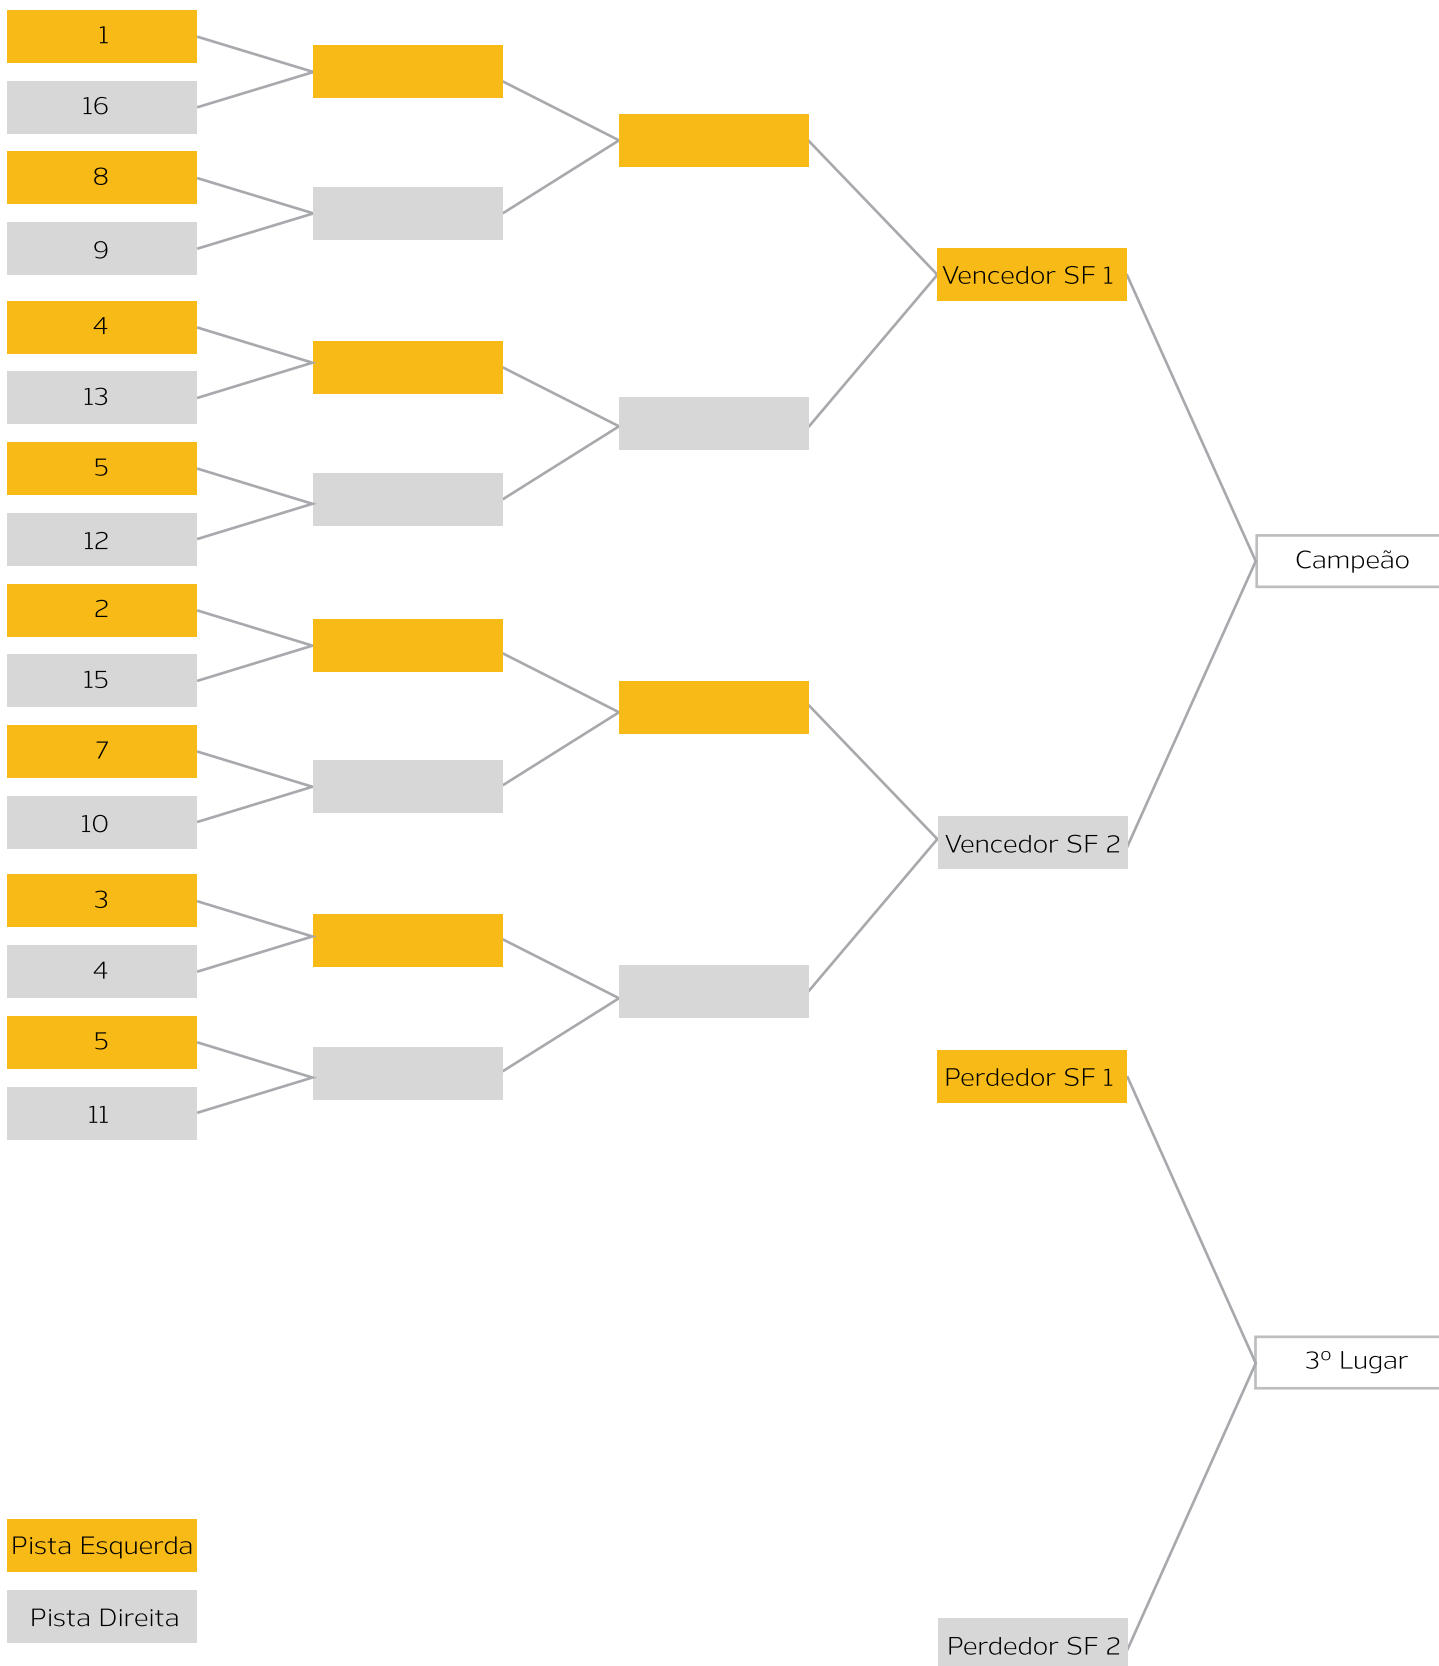 1
16
8
9
4
13
5
12
2
15
7
10
3
4
5
11
Vencedor SF 1
Vencedor SF 2
Campeão
Perdedor SF 1
3º Lugar
Perdedor SF 2
Pista Esquerda
Pista Direita